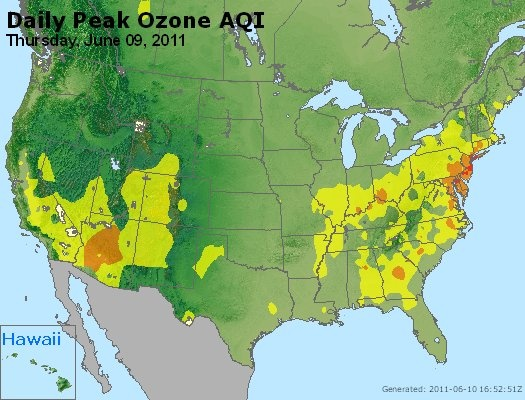 Daily Peak Ozone AQI
Thursday, June 09, 2011
Hawaii
Generated: 2011-06-10 16:52:51Z